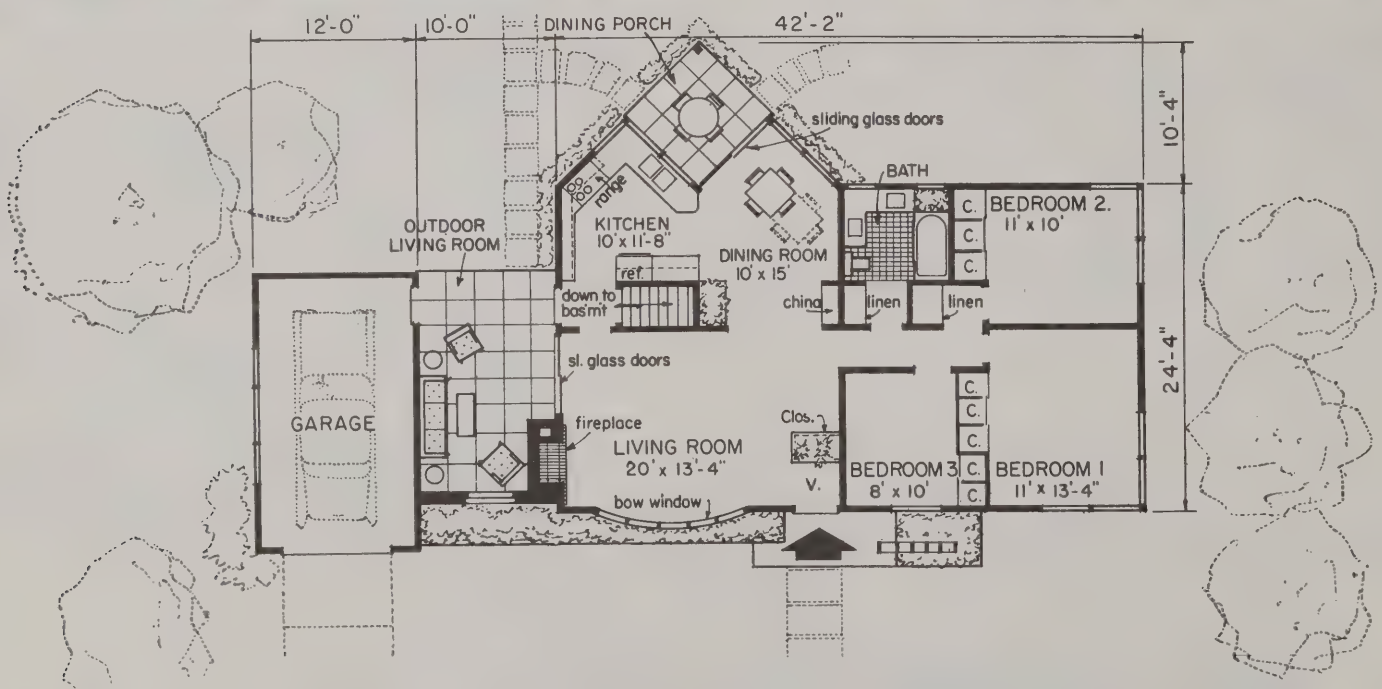 12'-0"
10'-0"
DINING PORCH
42'-2"
10'-4"
sliding glass doors
BATH
range
C.
BEDROOM 2.
11' x 10'
C.
C.
KITCHEN
10' x 11'-8"
OUTDOOR
LIVING ROOM
DINING ROOM
10' x 15'
ref.
down to
basm't
china
linen
linen
24'-4"
sl. glass doors
GARAGE
fireplace
LIVING ROOM
20' x 13'-4"
Clos.
V.
bow window
C.
C.
C.
C.
C.
BEDROOM 3
8' x 10'
BEDROOM 1
11' x 13'-4"